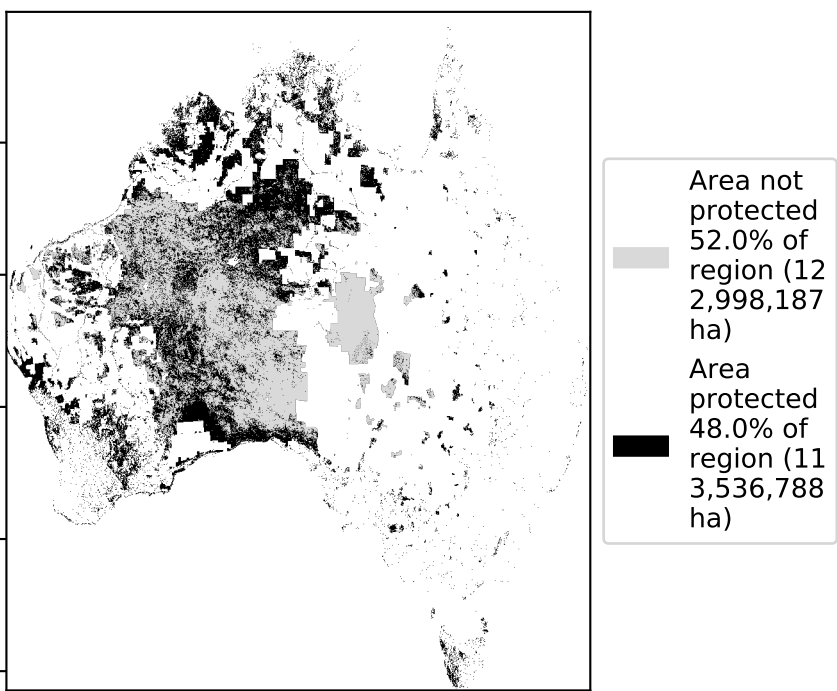 Area not
protected
52.0% of
region (12
2,998,187
ha)
Area
protected
48.0% of
region (11
3,536,788
ha)